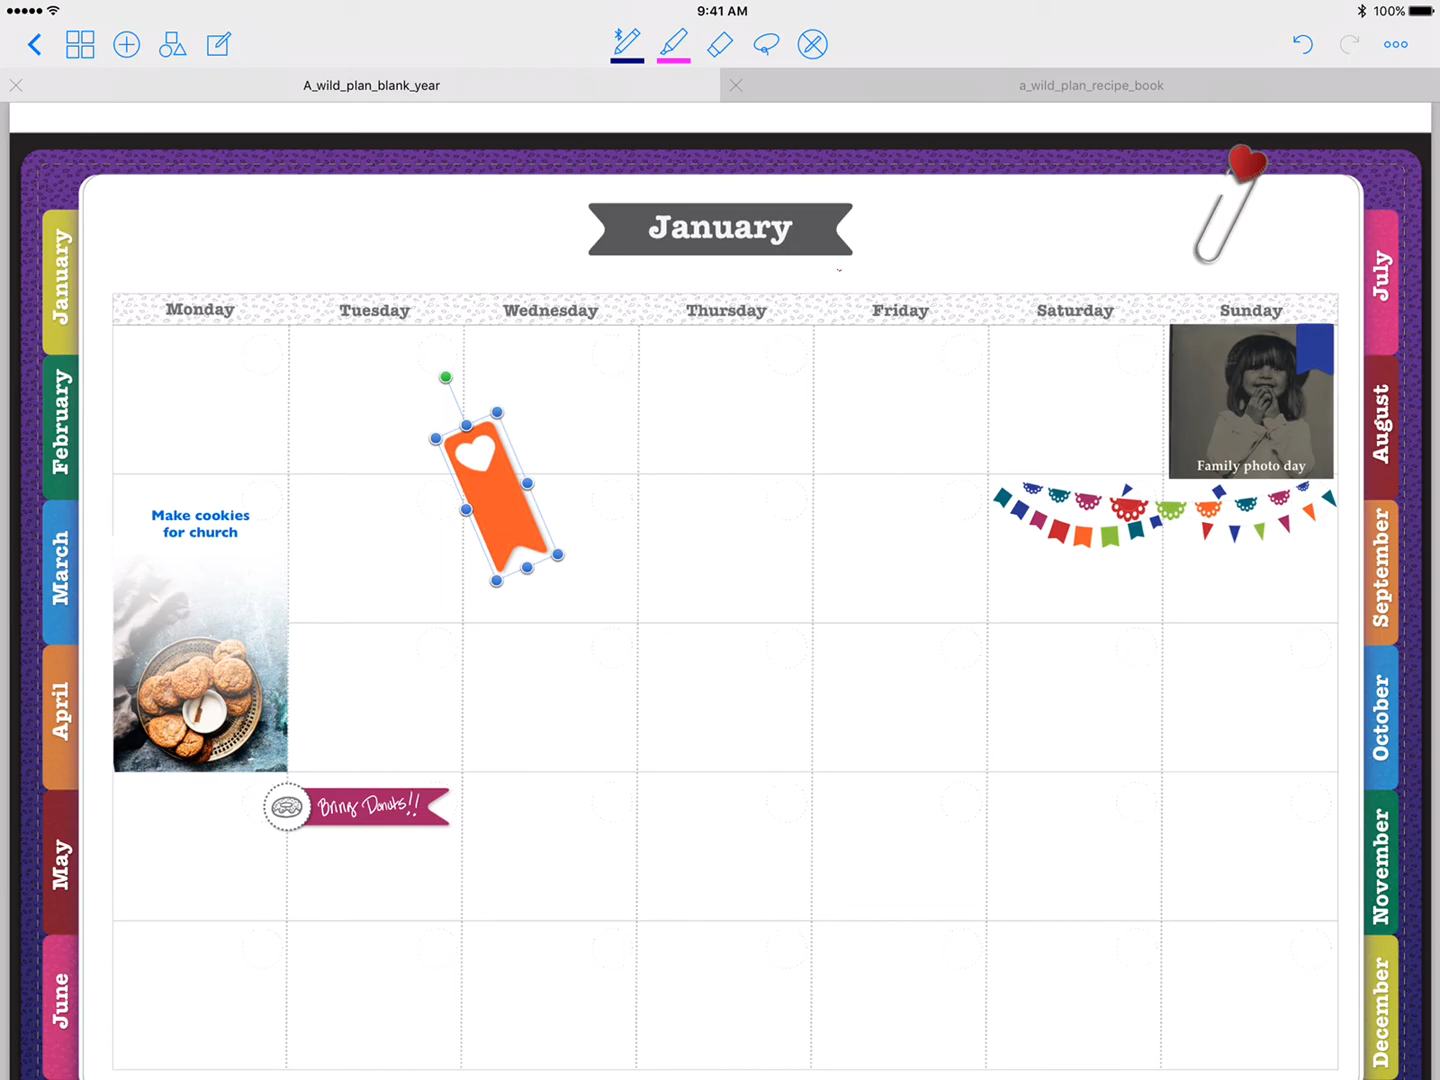 9:41 AM
100%
A_wild_plan_blank_year
a_wild_plan_recipe_book
January
Monday Tuesday Wednesday Thursday Friday Saturday Sunday
Family photo day
Make cookies
for church
Bring Donuts!!
January
February
March
April
May
June
July
August
September
October
November
December